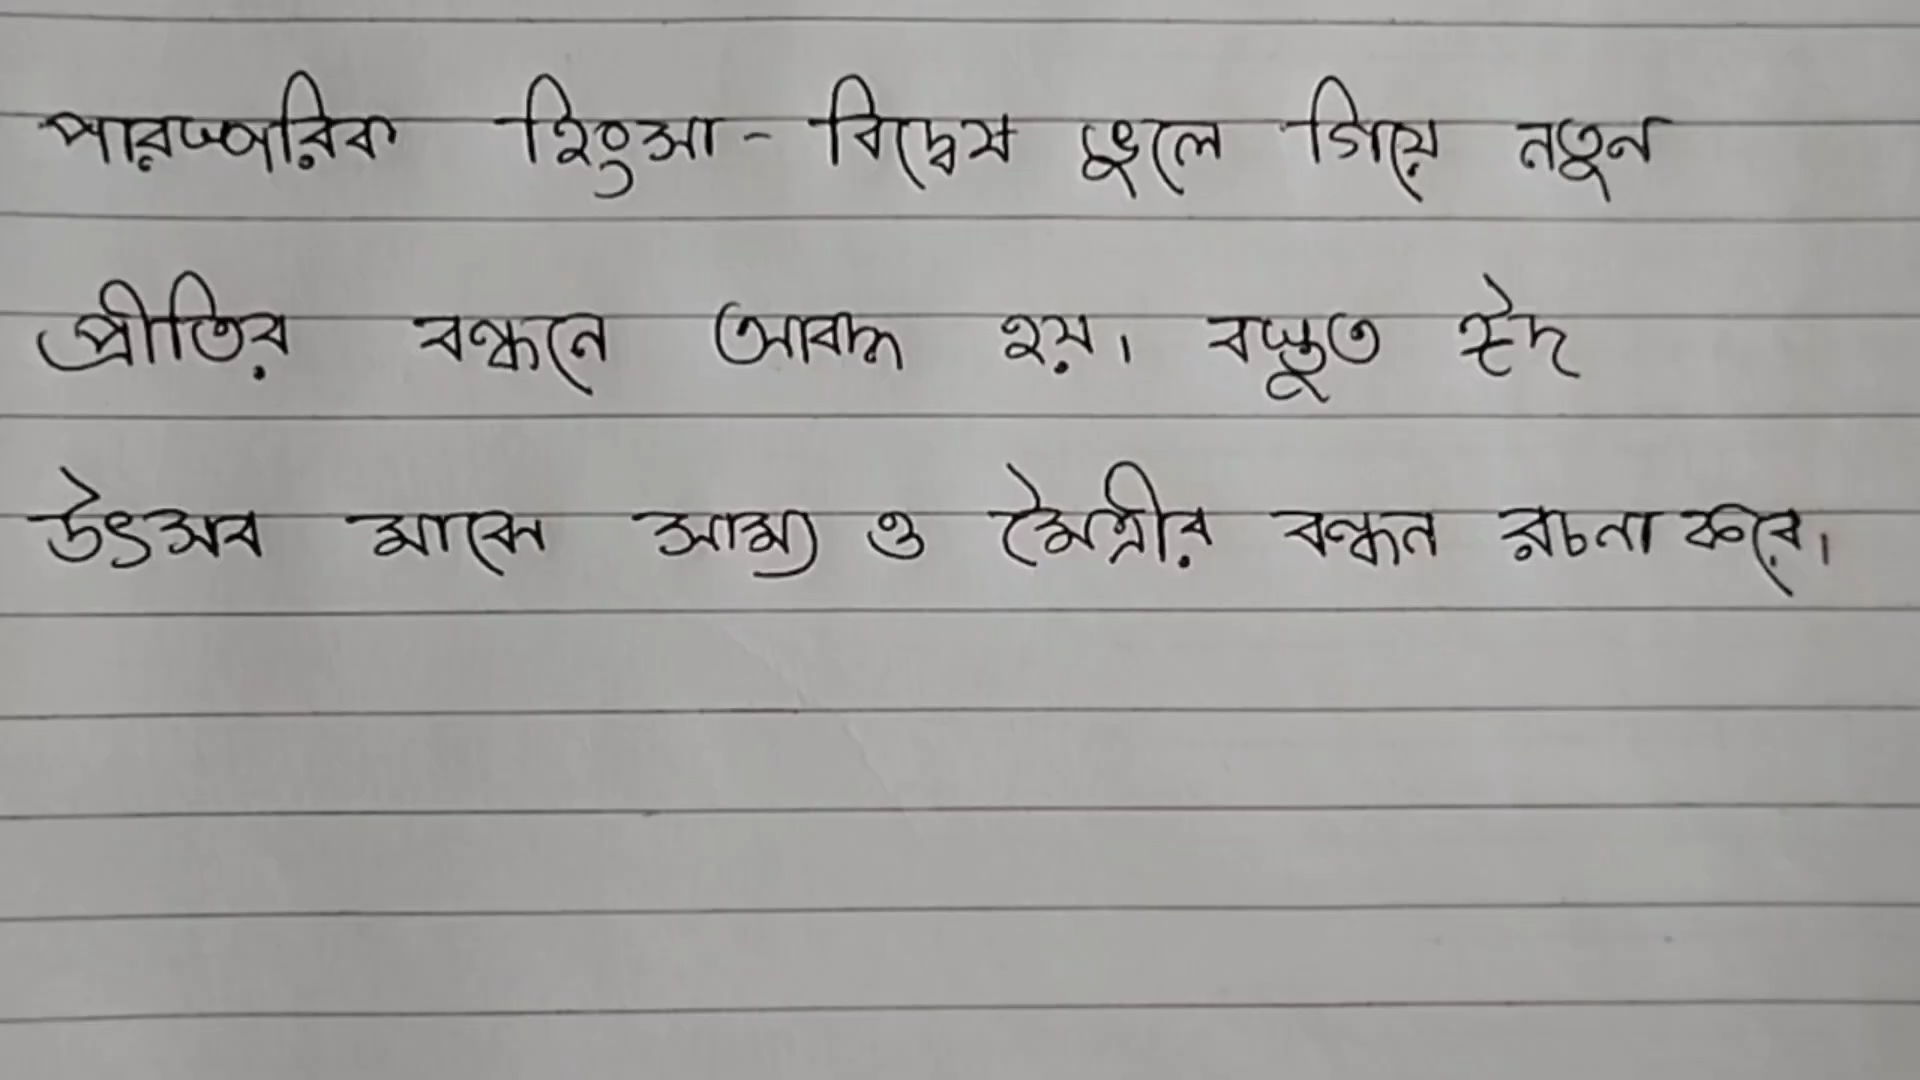 পারস্পরিক হিংসা - বিদ্বেষ ভুলে গিয়ে নতুন
প্রীতির বন্ধনে আবদ্ধ হয়। বস্তুত ঈদ
উৎসব মাঝে সাম্য ও মৈত্রীর বন্ধন রচনা করে।